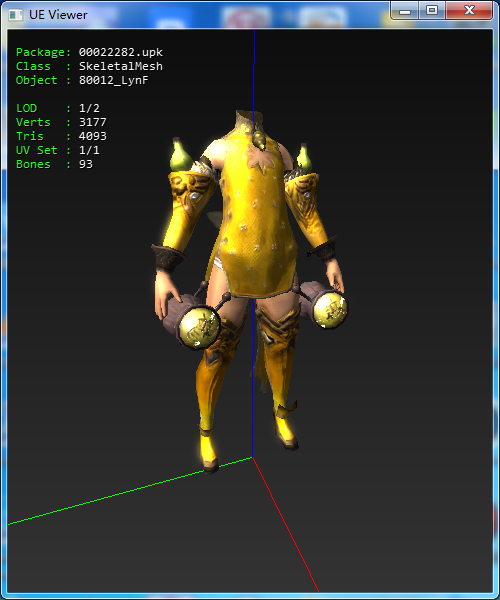 UE Viewer
Package: 00022282.upk
Class  : SkeletalMesh
Object : 80012_LynF
LOD    : 1/2
Verts  : 3177
Tris   : 4093
UV Set : 1/1
Bones  : 93